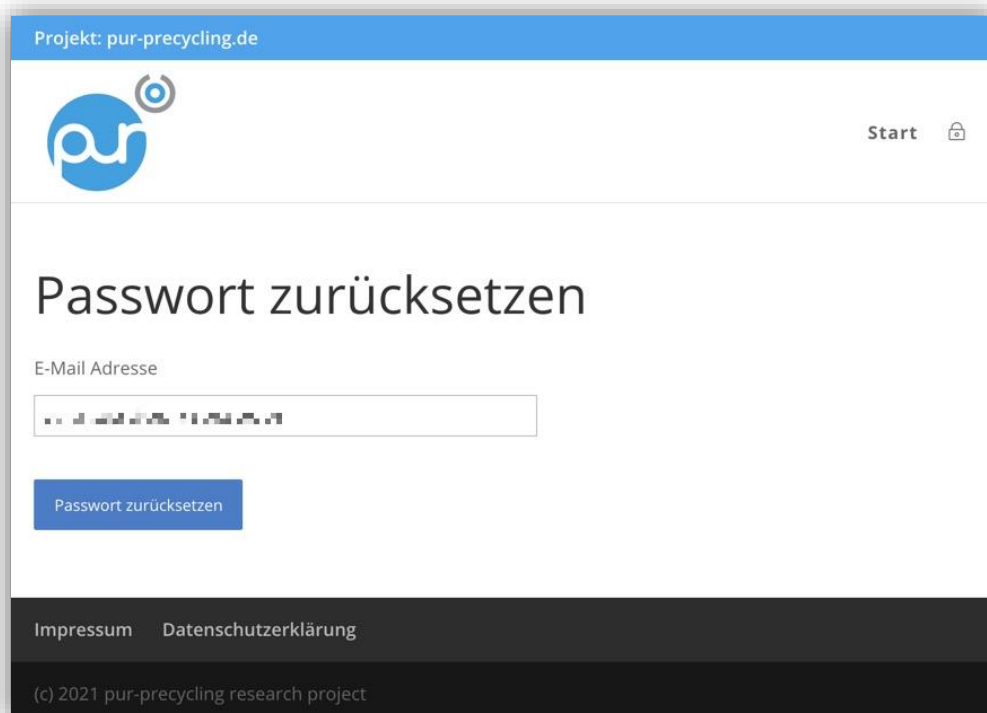 Projekt: pur-precycling.de
pur
Start
Passwort zurücksetzen
E-Mail Adresse
Passwort zurücksetzen
Impressum Datenschutzerklärung
(c) 2021 pur-precycling research project